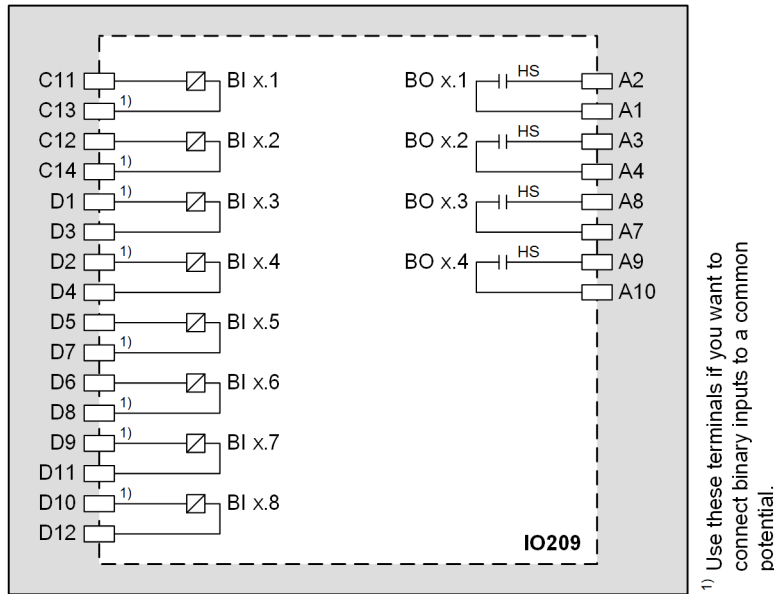 C11 BI x.1 BO x.1 HS A2
C13 1) A1
C12 BI x.2 BO x.2 HS A3
C14 1) A4
D1 1) BI x.3 BO x.3 HS A8
D3 A7
D2 1) BI x.4 BO x.4 HS A9
D4 A10
D5 BI x.5
D7 1)
D6 BI x.6
D8 1)
D9 1) BI x.7
D11
D10 1) BI x.8
D12
IO209
1) Use these terminals if you want to
connect binary inputs to a common
potential.